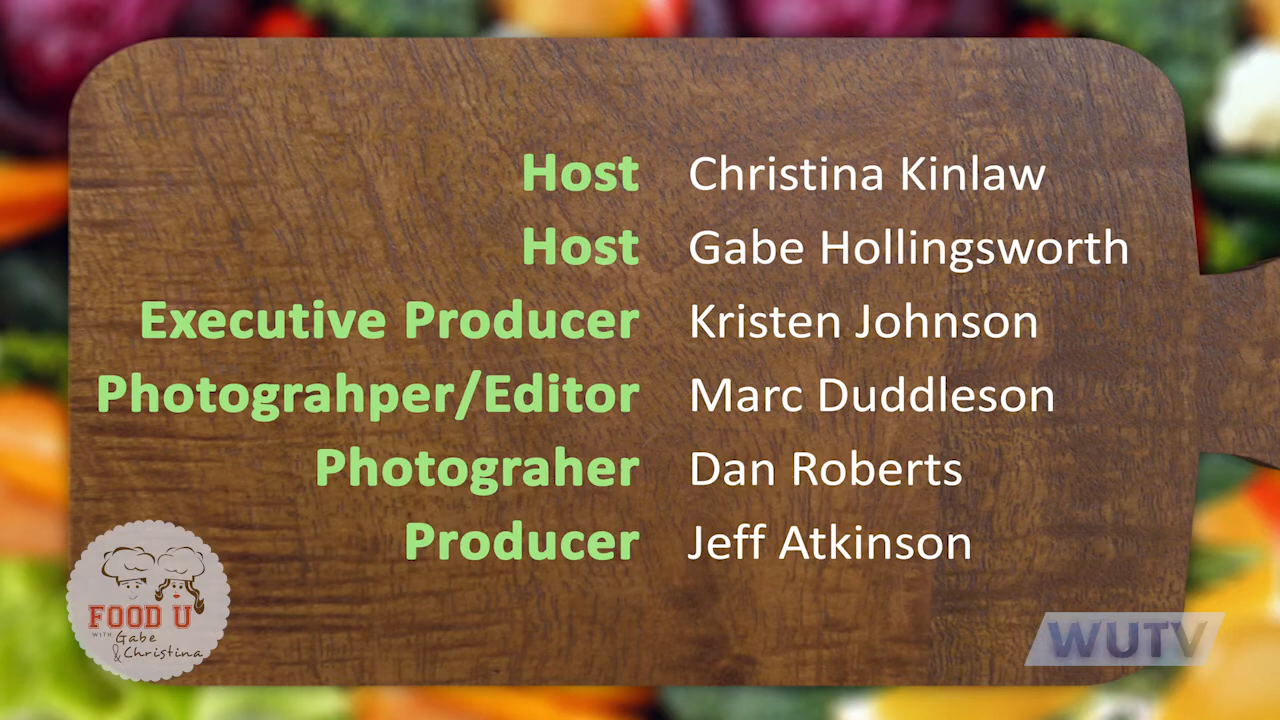 Host Christina Kinlaw
Host Gabe Hollingsworth
Executive Producer Kristen Johnson
Photograhper/Editor Marc Duddleson
Photograher Dan Roberts
Producer Jeff Atkinson
FOOD U
WITH Gabe
& Christina
WUTV